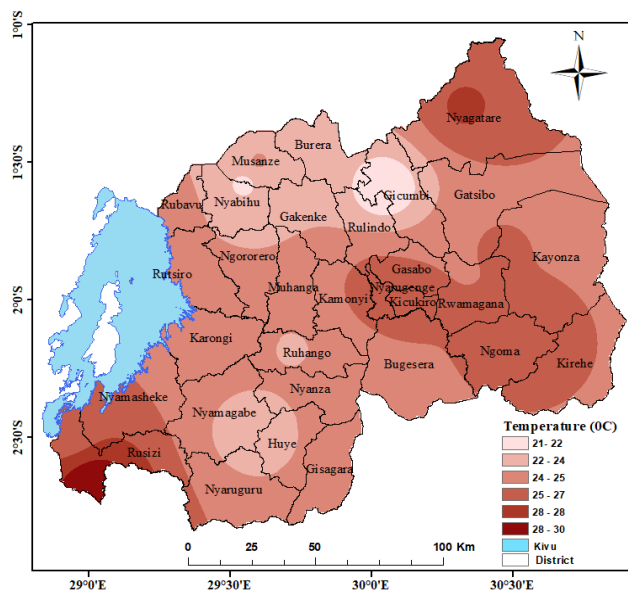 1°0'S
N
Nyagatare
Burera
Musanze
1°30'S
Gicumbi
Gatsibo
Rubavu
Nyabihu
Gakenke
Rulindo
Ngororero
Gasabo
Kayonza
Rutsiro
Muhanga
Nyarugenge
2°0'S
Kamonyi
Kicukiro
Rwamagana
Karongi
Ruhango
Ngoma
Bugesera
Kirehe
Nyamasheke
Nyanza
Nyamagabe
2°30'S
Huye
Rusizi
Gisagara
Nyaruguru
Temperature (0C)
21 - 22
22 - 24
24 - 25
25 - 27
28 - 28
28 - 30
Kivu
District
0 25 50 100 Km
29°0'E 29°30'E 30°0'E 30°30'E